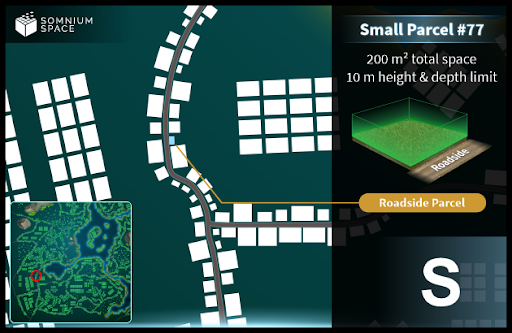 SOMNIUM
SPACE
Small Parcel #77
200 m² total space
10 m height & depth limit
Roadside
Roadside Parcel
S